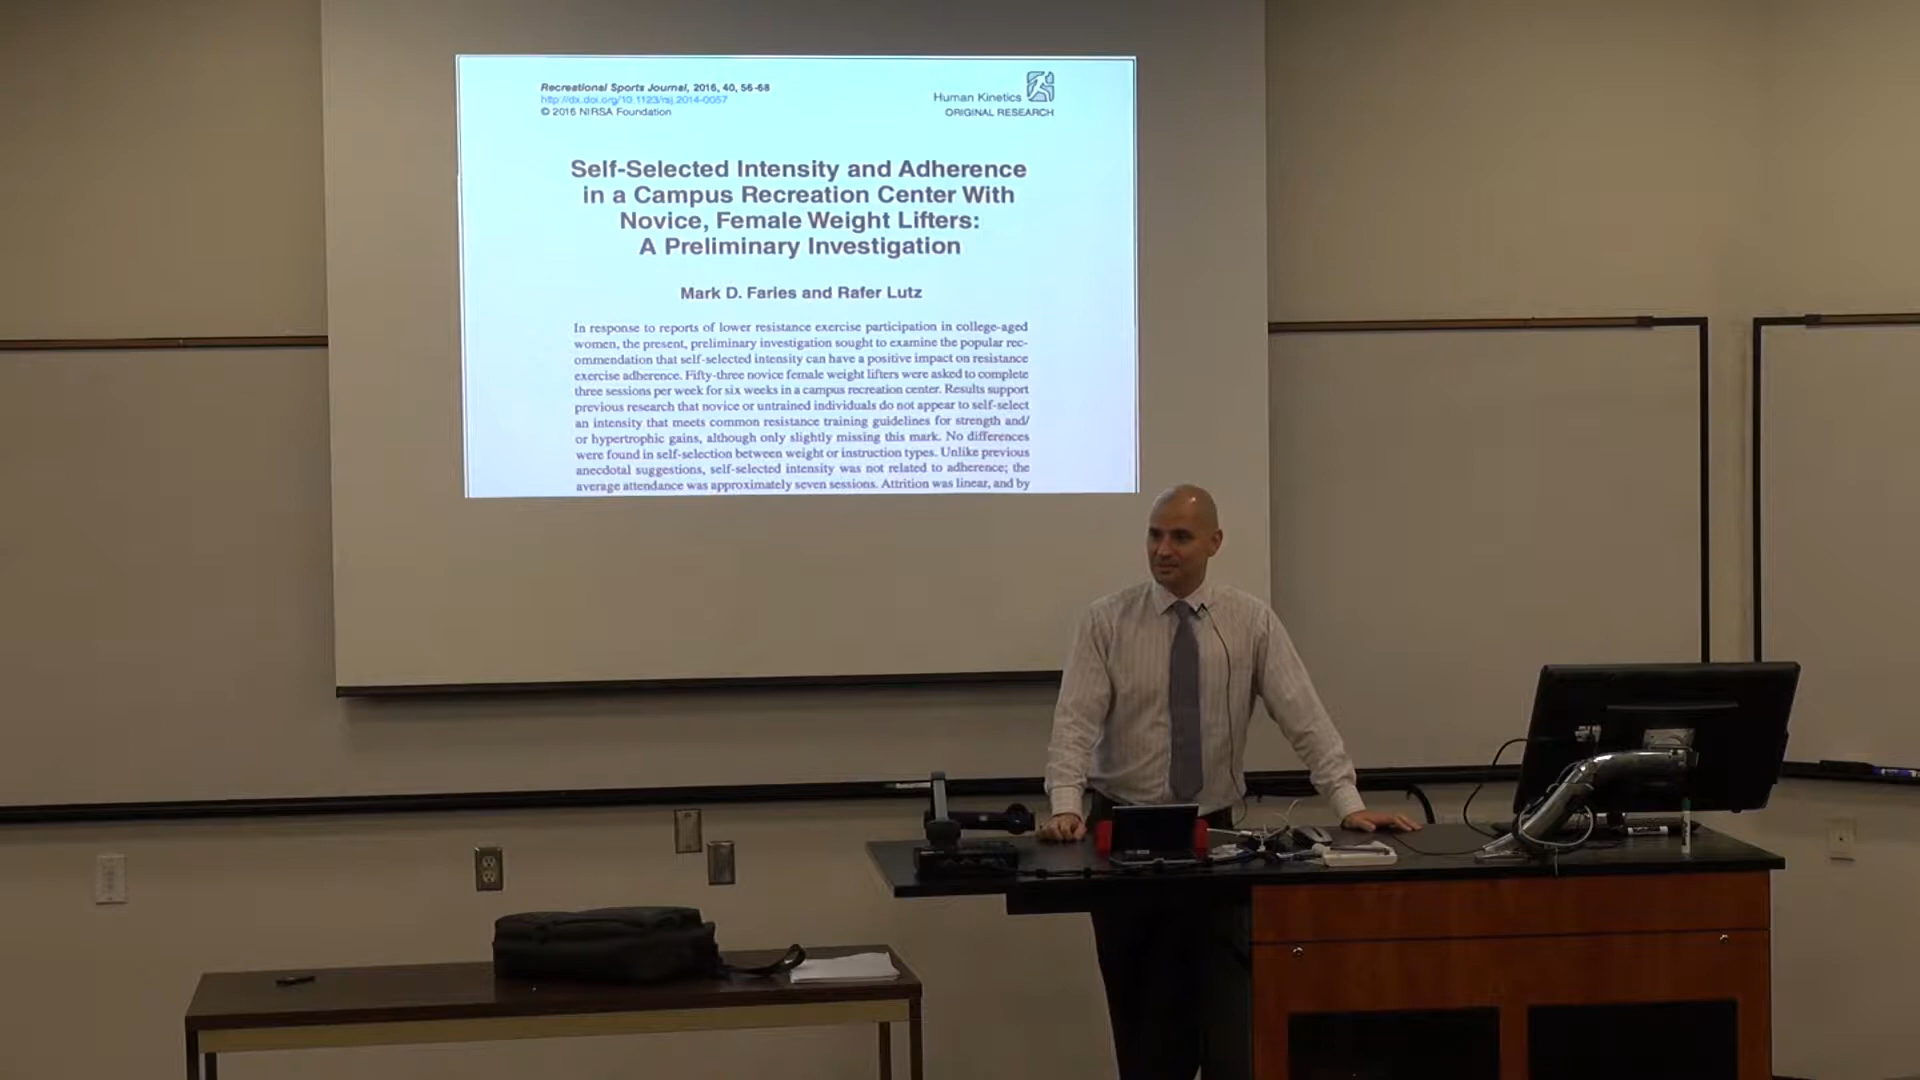 Recreational Sports Journal, 2016, 40, 56-68
http://dx.doi.org/10.1123/rsj.2014-0057
© 2016 NIRSA Foundation
Human Kinetics
ORIGINAL RESEARCH
Self-Selected Intensity and Adherence
in a Campus Recreation Center With
Novice, Female Weight Lifters:
A Preliminary Investigation
Mark D. Faries and Rafer Lutz
In response to reports of lower resistance exercise participation in college-aged
women, the present, preliminary investigation sought to examine the popular rec-
ommendation that self-selected intensity can have a positive impact on resistance
exercise adherence. Fifty-three novice female weight lifters were asked to complete
three sessions per week for six weeks in a campus recreation center. Results support
previous research that novice or untrained individuals do not appear to self-select
an intensity that meets common resistance training guidelines for strength and/
or hypertrophic gains, although only slightly missing this mark. No differences
were found in self-selection between weight or instruction types. Unlike previous
anecdotal suggestions, self-selected intensity was not related to adherence; the
average attendance was approximately seven sessions. Attrition was linear, and by